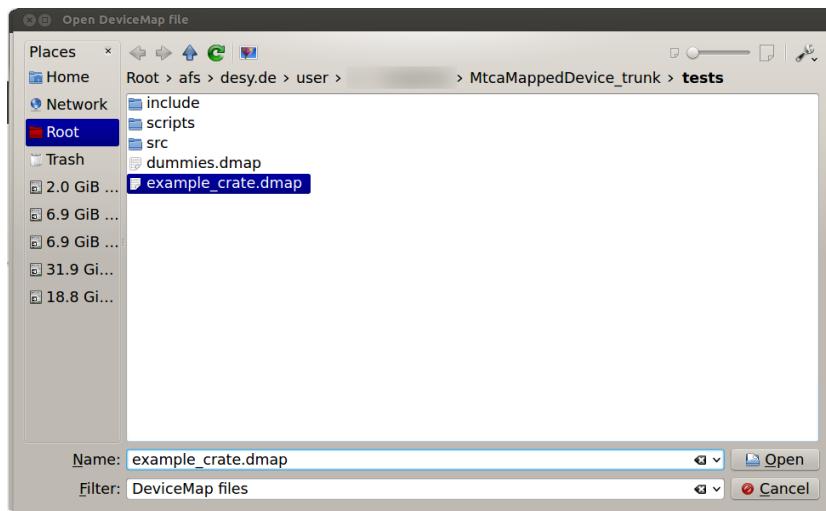 Open DeviceMap file
Places
Root > afs > desy.de > user > > MtcaMappedDevice_trunk > tests
Home
Network
Root
Trash
2.0 GiB ...
6.9 GiB ...
6.9 GiB ...
31.9 Gi...
18.8 Gi...
include
scripts
src
dummies.dmap
example_crate.dmap
Name: example_crate.dmap Open
Filter: DeviceMap files Cancel